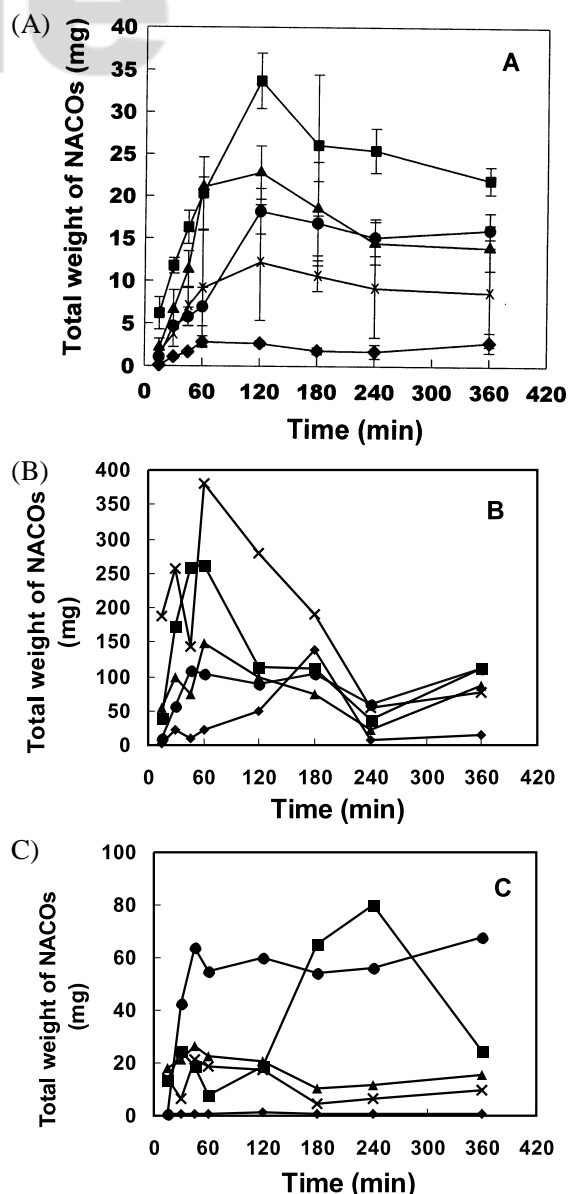 (A)
Total weight of NACOs (mg)
40
35
30
25
20
15
10
5
0
A
0 60 120 180 240 300 360 420
Time (min)
(B)
Total weight of NACOs
(mg)
400
350
300
250
200
150
100
50
0
B
0 60 120 180 240 300 360 420
Time (min)
C)
Total weight of NACOs
(mg)
100
80
60
40
20
0
C
0 60 120 180 240 300 360 420
Time (min)